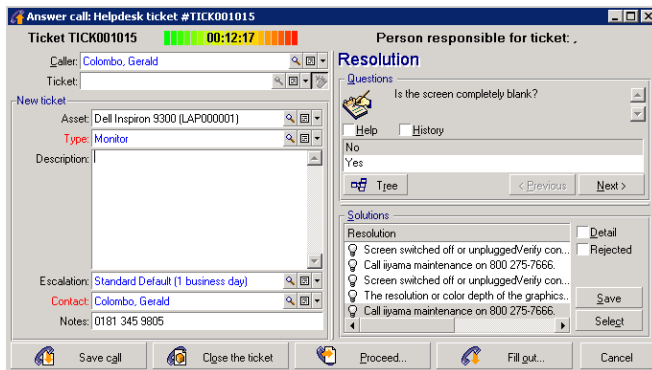 Answer call: Helpdesk ticket #TICK001015
Ticket TICK001015 00:12:17 Person responsible for ticket: ,
Caller: Colombo, Gerald
Ticket:
New ticket
Asset: Dell Inspiron 9300 (LAP000001)
Type: Monitor
Description:
Escalation: Standard Default (1 business day)
Contact: Colombo, Gerald
Notes: 0181 345 9805
Resolution
Questions
Is the screen completely blank?
Help History
No
Yes
Tree < Previous Next >
Solutions
Resolution
Screen switched off or unpluggedVerify con...
Call iiyama maintenance on 800 275-7666.
Screen switched off or unpluggedVerify con...
The resolution or color depth of the graphics...
Call iiyama maintenance on 800 275-7666.
Detail
Rejected
Save
Select
Save call Close the ticket Proceed... Fill out... Cancel